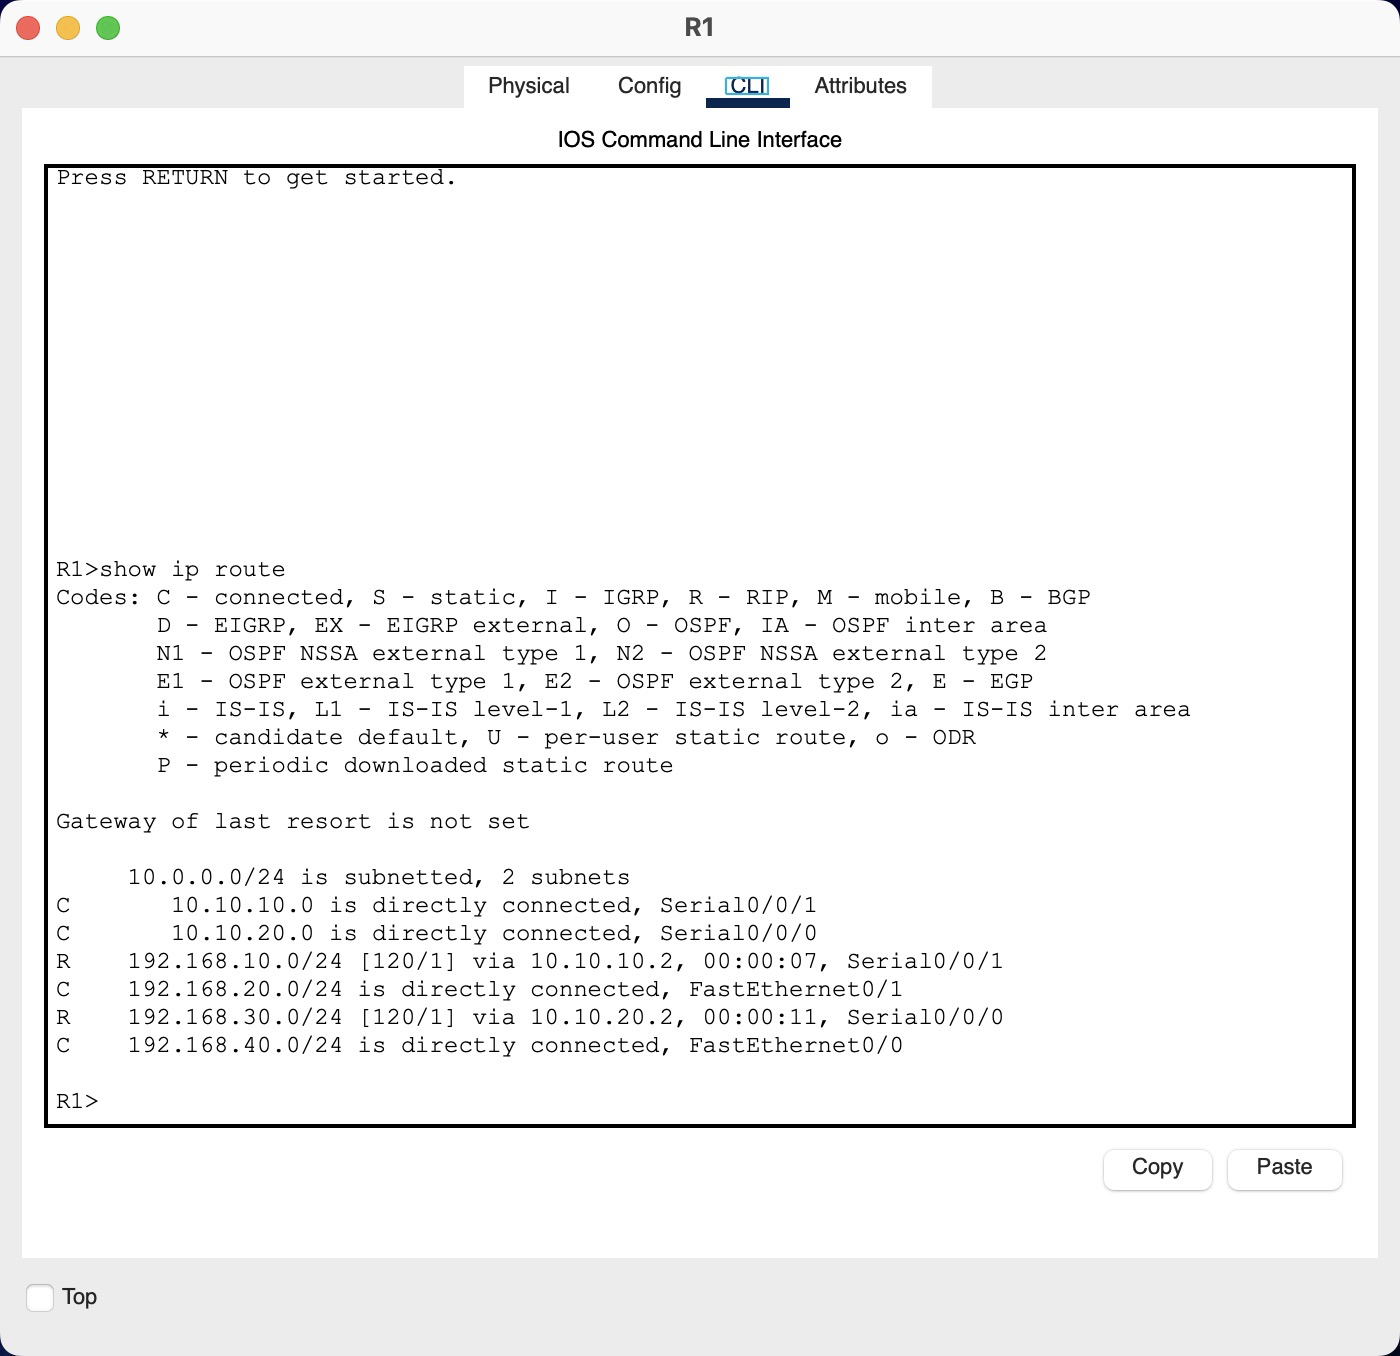 R1
Physical Config CLI Attributes
IOS Command Line Interface
Press RETURN to get started.
R1>show ip route
Codes: C - connected, S - static, I - IGRP, R - RIP, M - mobile, B - BGP
       D - EIGRP, EX - EIGRP external, O - OSPF, IA - OSPF inter area
       N1 - OSPF NSSA external type 1, N2 - OSPF NSSA external type 2
       E1 - OSPF external type 1, E2 - OSPF external type 2, E - EGP
       i - IS-IS, L1 - IS-IS level-1, L2 - IS-IS level-2, ia - IS-IS inter area
       * - candidate default, U - per-user static route, o - ODR
       P - periodic downloaded static route
Gateway of last resort is not set
     10.0.0.0/24 is subnetted, 2 subnets
C       10.10.10.0 is directly connected, Serial0/0/1
C       10.10.20.0 is directly connected, Serial0/0/0
R    192.168.10.0/24 [120/1] via 10.10.10.2, 00:00:07, Serial0/0/1
C    192.168.20.0/24 is directly connected, FastEthernet0/1
R    192.168.30.0/24 [120/1] via 10.10.20.2, 00:00:11, Serial0/0/0
C    192.168.40.0/24 is directly connected, FastEthernet0/0
R1>
Copy Paste
Top